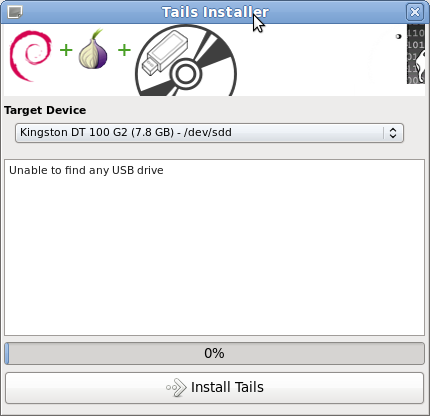 Tails Installer
Target Device
Kingston DT 100 G2 (7.8 GB) - /dev/sdd
Unable to find any USB drive
0%
Install Tails